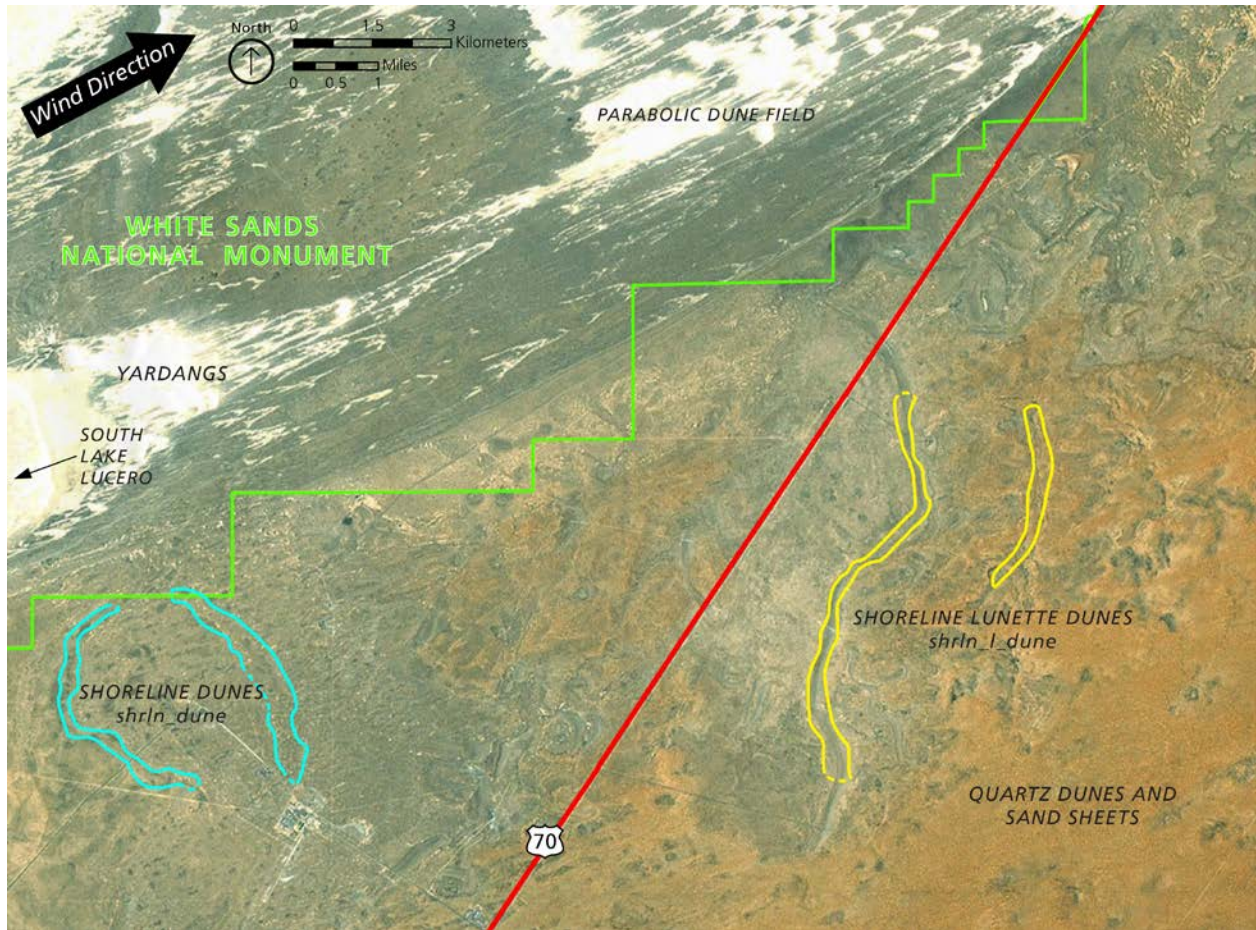 Wind Direction
North
0 1.5 3
Kilometers
Miles
0 0.5 1
PARABOLIC DUNE FIELD
WHITE SANDS
NATIONAL MONUMENT
YARDANGS
SOUTH
LAKE
LUCERO
SHORELINE LUNETTE DUNES
shrln_l_dune
SHORELINE DUNES
shrln_dune
QUARTZ DUNES AND
SAND SHEETS
70